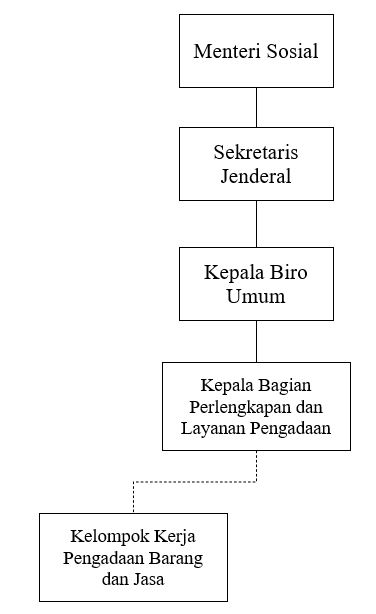 Menteri Sosial
Sekretaris
Jenderal
Kepala Biro
Umum
Kepala Bagian
Perlengkapan dan
Layanan Pengadaan
Kelompok Kerja
Pengadaan Barang
dan Jasa